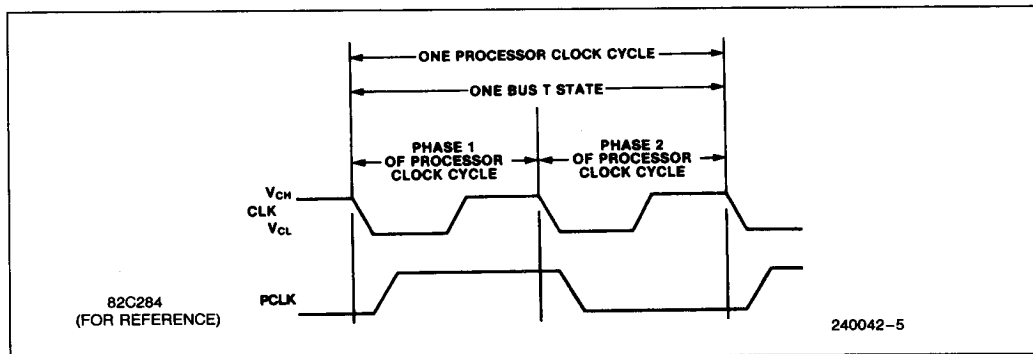 ONE PROCESSOR CLOCK CYCLE
ONE BUS T STATE
PHASE 1
OF PROCESSOR
CLOCK CYCLE
PHASE 2
OF PROCESSOR
CLOCK CYCLE
VCH
CLK
VCL
PCLK
82C284
(FOR REFERENCE)
240042-5